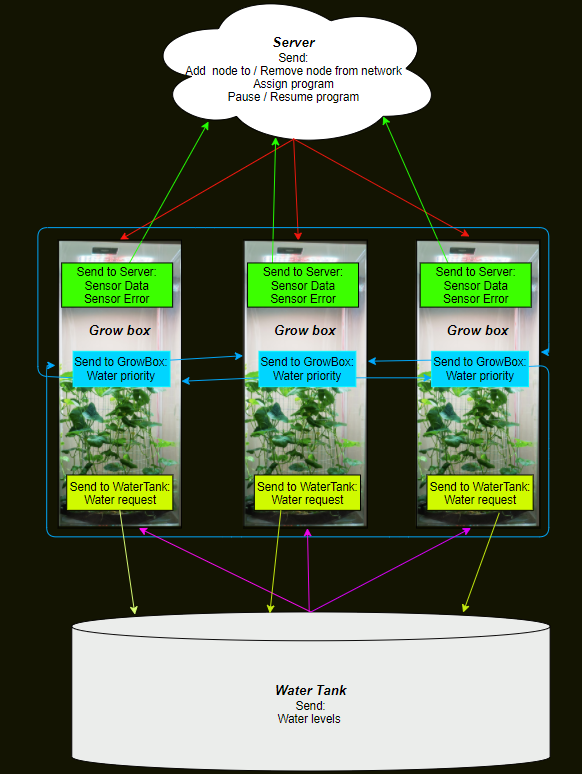 Server
Send:
Add node to / Remove node from network
Assign program
Pause / Resume program
Send to Server:
Sensor Data
Sensor Error
Send to Server:
Sensor Data
Sensor Error
Send to Server:
Sensor Data
Sensor Error
Grow box
Grow box
Grow box
Send to GrowBox:
Water priority
Send to GrowBox:
Water priority
Send to GrowBox:
Water priority
Send to WaterTank:
Water request
Send to WaterTank:
Water request
Send to WaterTank:
Water request
Water Tank
Send:
Water levels